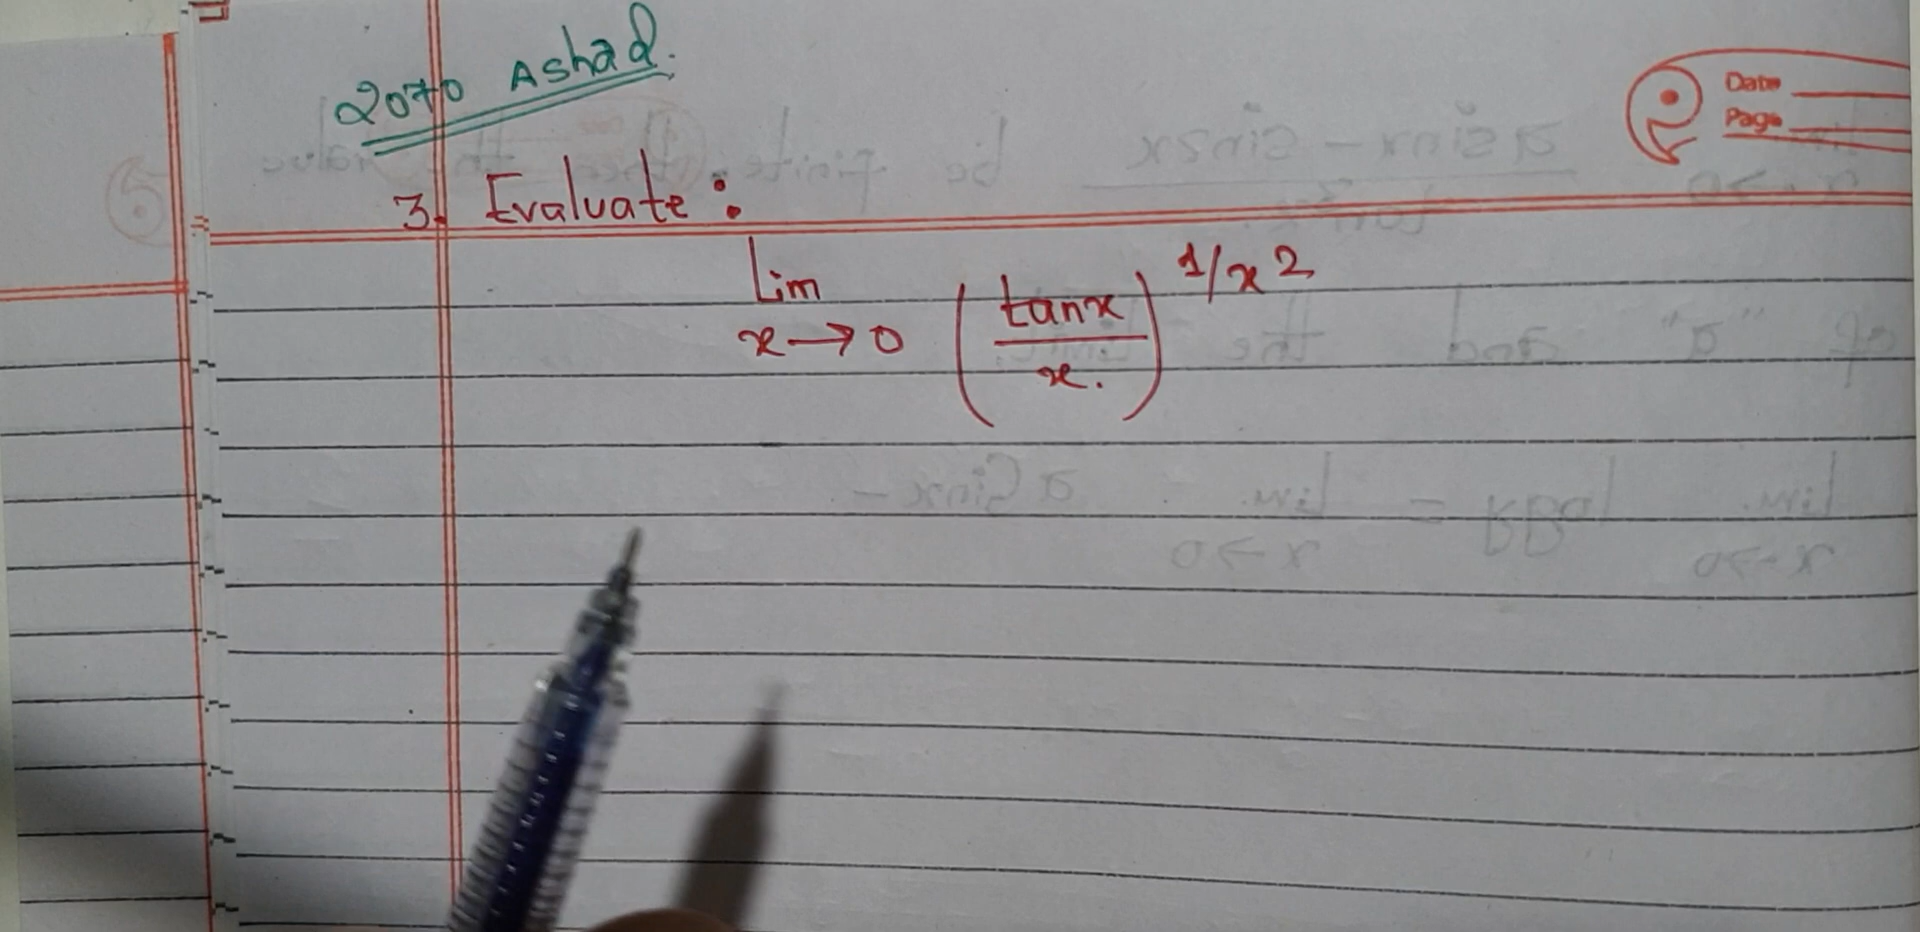 2070 Ashad.
Date
Page
3. Evaluate:
Lim x→0 (tanx/x.)^1/x2